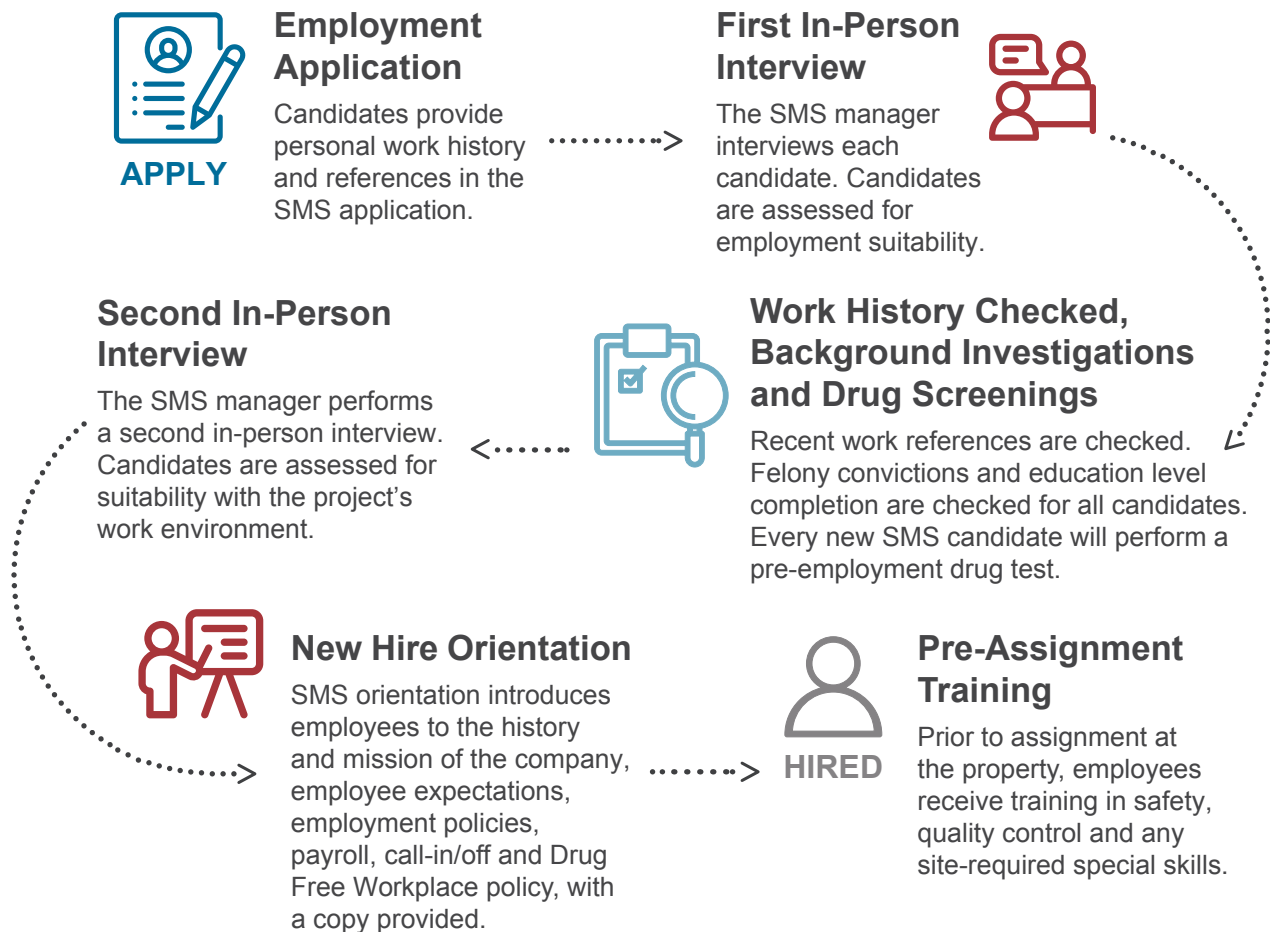 APPLY
Employment
Application
Candidates provide
personal work history
and references in the
SMS application.
First In-Person
Interview
The SMS manager
interviews each
candidate. Candidates
are assessed for
employment suitability.
Work History Checked,
Background Investigations
and Drug Screenings
Recent work references are checked.
Felony convictions and education level
completion are checked for all candidates.
Every new SMS candidate will perform a
pre-employment drug test.
Second In-Person
Interview
The SMS manager performs
a second in-person interview.
Candidates are assessed for
suitability with the project’s
work environment.
New Hire Orientation
SMS orientation introduces
employees to the history
and mission of the company,
employee expectations,
employment policies,
payroll, call-in/off and Drug
Free Workplace policy, with
a copy provided.
HIRED
Pre-Assignment
Training
Prior to assignment at
the property, employees
receive training in safety,
quality control and any
site-required special skills.